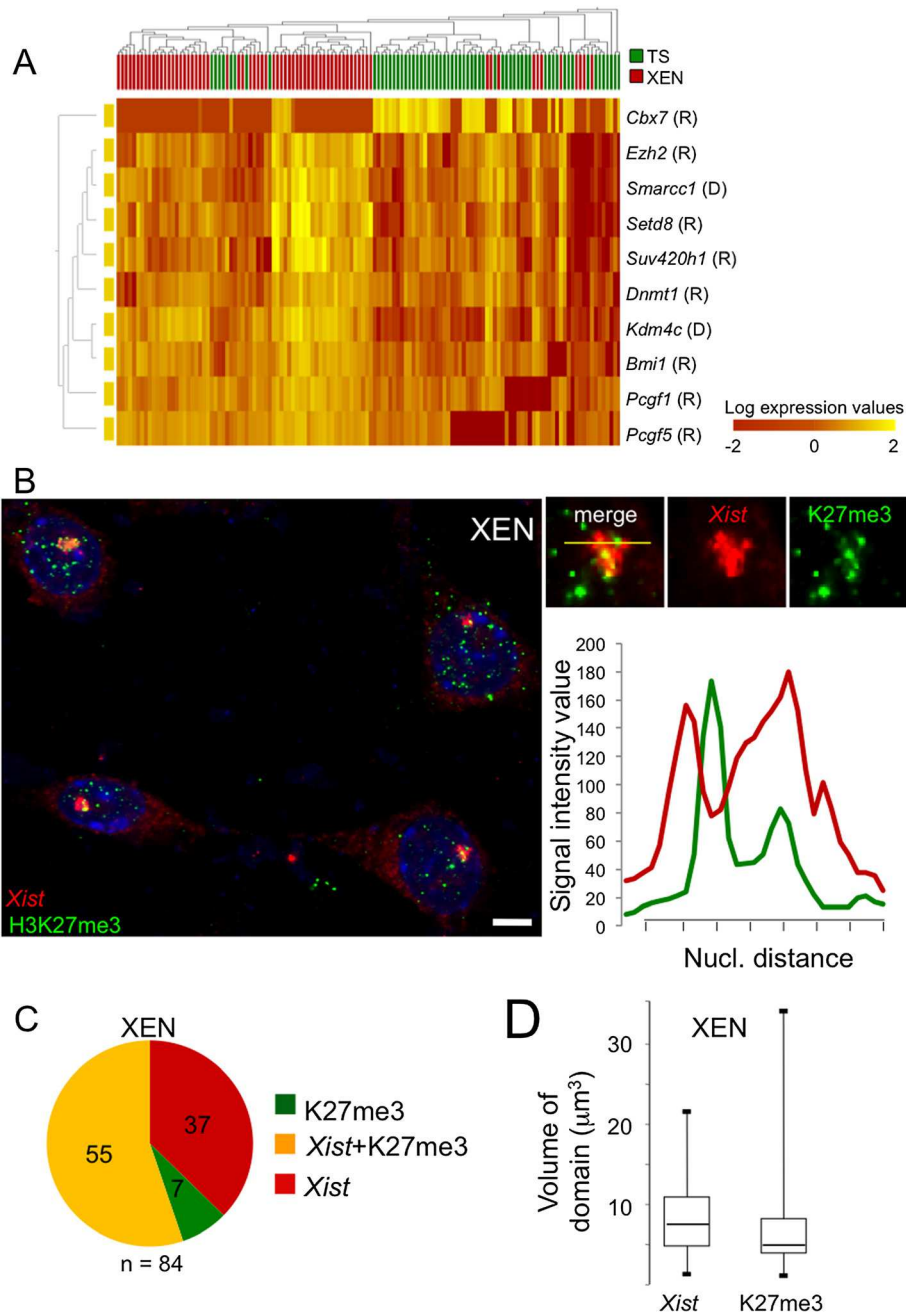 A
TS
XEN
Cbx7 (R)
Ezh2 (R)
Smarcc1 (D)
Setd8 (R)
Suv420h1 (R)
Dnmt1 (R)
Kdm4c (D)
Bmi1 (R)
Pcgf1 (R)
Pcgf5 (R)
Log expression values
-2 0 2
B
XEN
Xist
H3K27me3
merge
Xist
K27me3
Signal intensity value
200
180
160
140
120
100
80
60
40
20
0
Nucl. distance
C
XEN
55
37
7
n = 84
K27me3
Xist+K27me3
Xist
D
XEN
Volume of
domain (μm³)
30
20
10
Xist K27me3